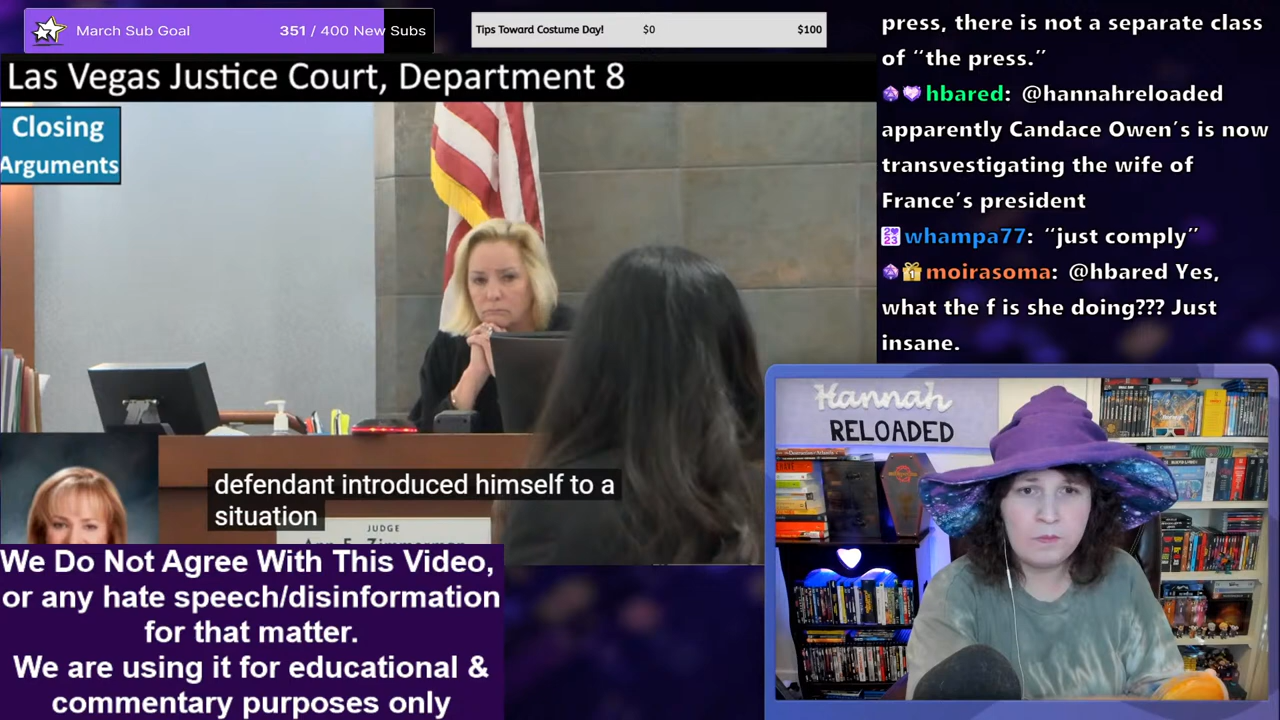 March Sub Goal
351 / 400 New Subs
Tips Toward Costume Day!
$0
$100
Las Vegas Justice Court, Department 8
Closing
Arguments
defendant introduced himself to a
situation
JUDGE
We Do Not Agree With This Video,
or any hate speech/disinformation
for that matter.
We are using it for educational &
commentary purposes only
press, there is not a separate class
of “the press.”
hbared: @hannahreloaded
apparently Candace Owen’s is now
transvestigating the wife of
France’s president
whampa77: “just comply”
moirasoma: @hbared Yes,
what the f is she doing??? Just
insane.
Hannah
RELOADED